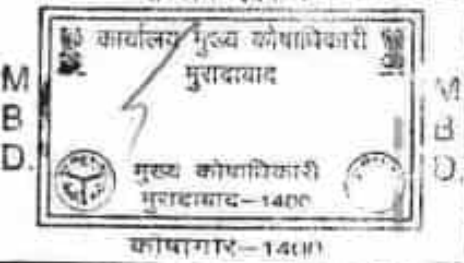 कार्यालय मुख्य कोषाधिकारी
मुरादाबाद
M
B
D.
M
B
D.
मुख्य कोषाधिकारी
मुरादाबाद-1400
कोषागार-1400